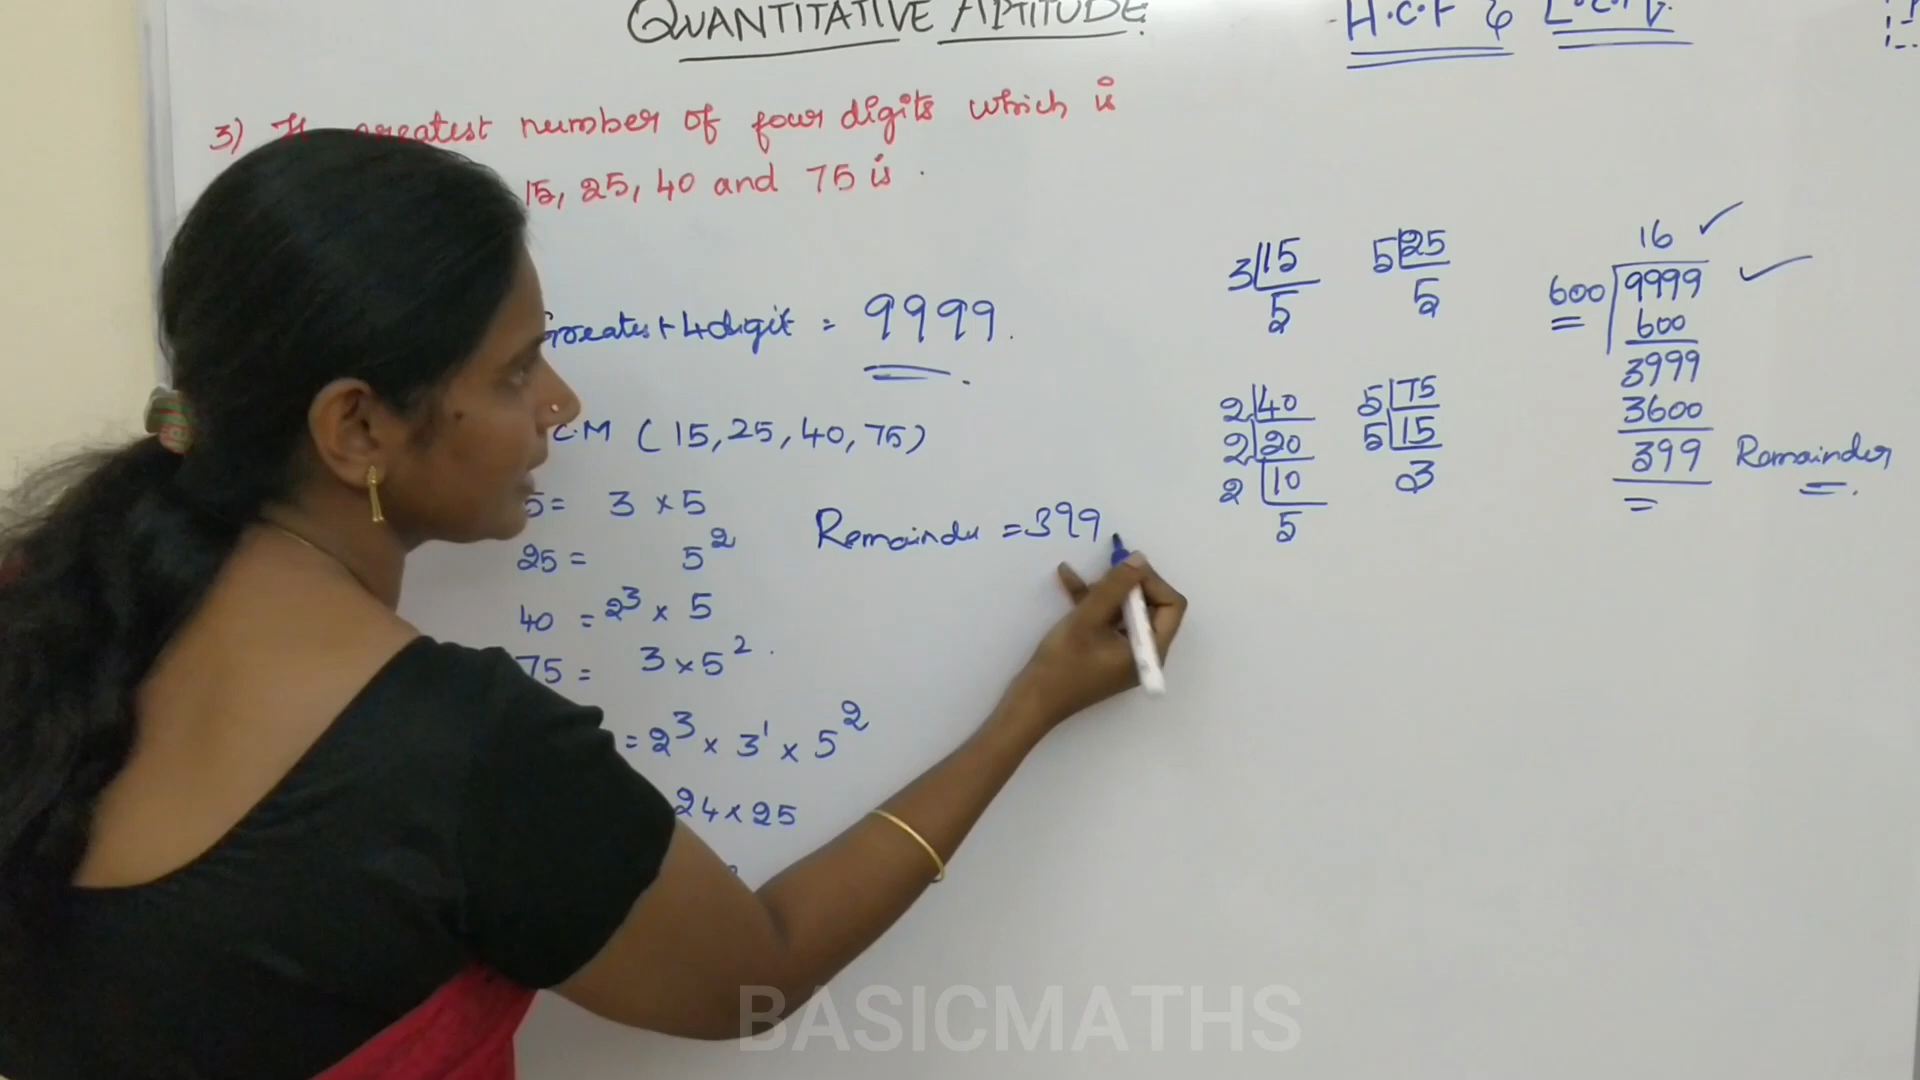 QUANTITATIVE APTITUDE.
H.C.F &
3) greatest number of four digits which is
15, 25, 40 and 75 is.
Greatest 4 digit = 9999.
C.M (15, 25, 40, 75)
5 = 3 × 5
25 = 5²
40 = 2³ × 5
75 = 3 × 5².
= 2³ × 3¹ × 5²
24 × 25
Remainder = 399.
3 15
5
5 25
5
2 40
2 20
2 10
5
5 75
5 15
3
16 ✓
600 9999 ✓
600
3999
3600
399 Remainder
BASICMATHS